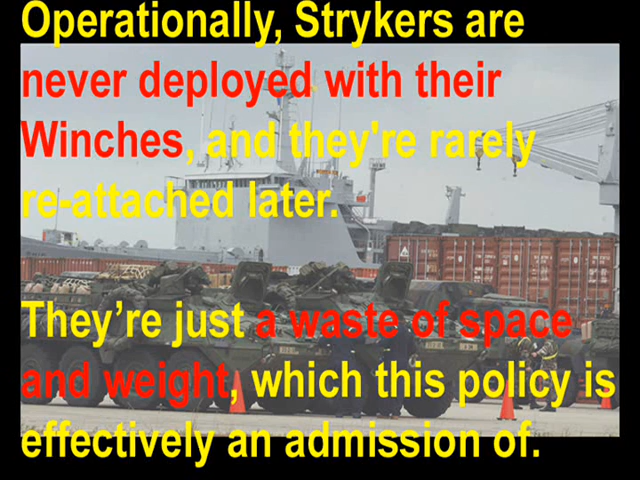 Operationally, Strykers are
never deployed with their
Winches, and they're rarely
re-attached later.
They’re just a waste of space
and weight, which this policy is
effectively an admission of.